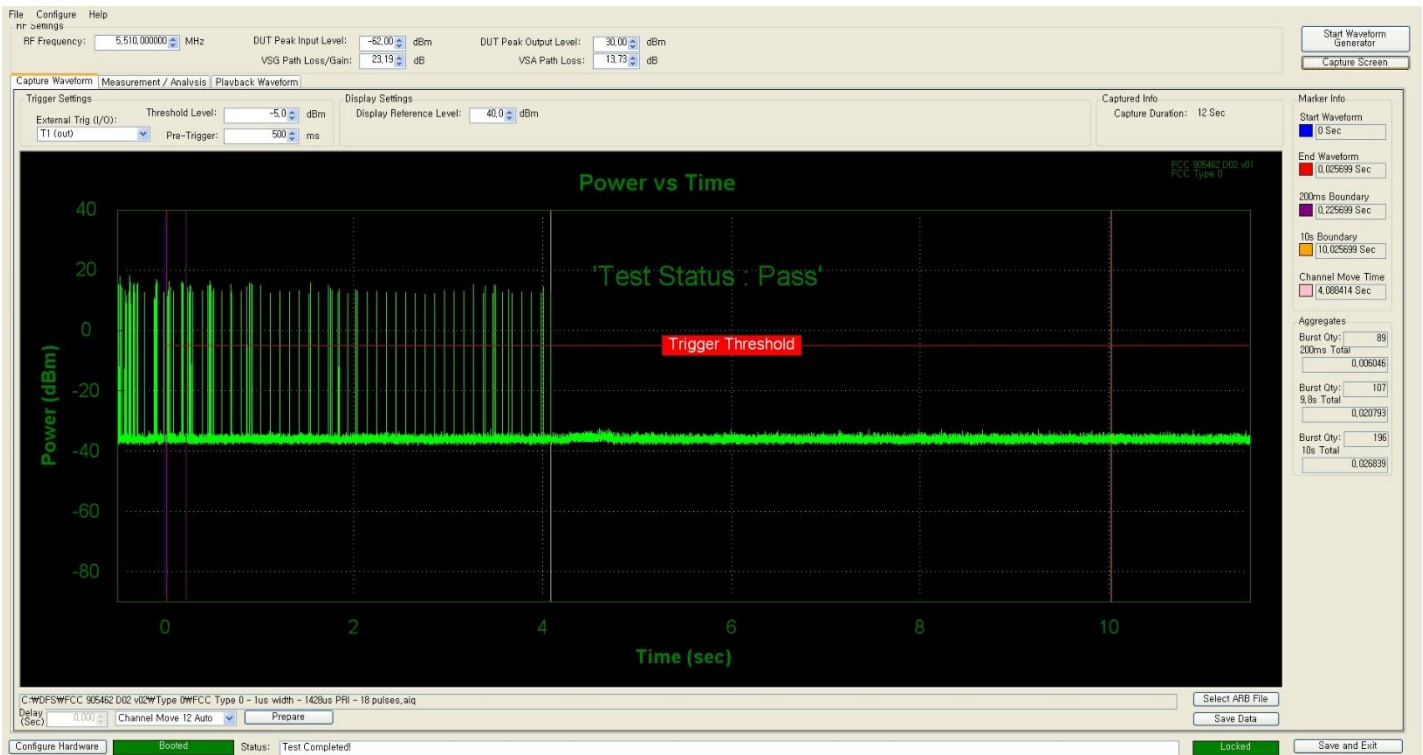 File Configure Help
RF Settings
RF Frequency: 5,510,000000 MHz DUT Peak Input Level: -62,00 dBm DUT Peak Output Level: 30,00 dBm
VSG Path Loss/Gain: 23,19 dB VSA Path Loss: 13,73 dB
Start Waveform Generator
Capture Screen
Capture Waveform Measurement / Analysis Playback Waveform
Trigger Settings
External Trig (I/O): Threshold Level: -5,0 dBm
T1 (out) Pre-Trigger: 500 ms
Display Settings
Display Reference Level: 40,0 dBm
Captured Info
Capture Duration: 12 Sec
Marker Info
Start Waveform
0 Sec
End Waveform
0,025699 Sec
200ms Boundary
0,225699 Sec
10s Boundary
10,025699 Sec
Channel Move Time
4,088414 Sec
Aggregates
Burst Qty: 89
200ms Total
0,006046
Burst Qty: 107
9,8s Total
0,020793
Burst Qty: 196
10s Total
0,026839
FCC 905462 D02 v01
FCC Type 0
Power vs Time
'Test Status : Pass'
Trigger Threshold
Power (dBm)
40
20
0
-20
-40
-60
-80
0 2 4 6 8 10
Time (sec)
C:₩DFS₩FCC 905462 D02 v02₩Type 0₩FCC Type 0 - 1us width - 1428us PRI - 18 pulses,aiq
Select ARB File
Delay (Sec) 0,000 Channel Move 12 Auto Prepare
Save Data
Configure Hardware Booted Status: Test Completed! Locked Save and Exit